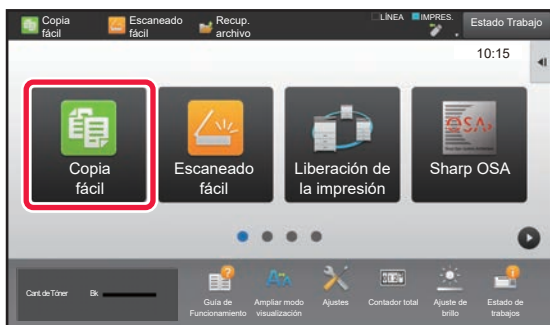 Copia
fácil
Escaneado
fácil
Recup.
archivo
LÍNEA
IMPRES.
Estado Trabajo
10:15
Copia
fácil
Escaneado
fácil
Liberación de
la impresión
OSA
Sharp OSA
Cant. de Tóner
Bk
Guía de
Funcionamiento
Ampliar modo
visualización
Ajustes
Contador total
Ajuste de
brillo
Estado de
trabajos